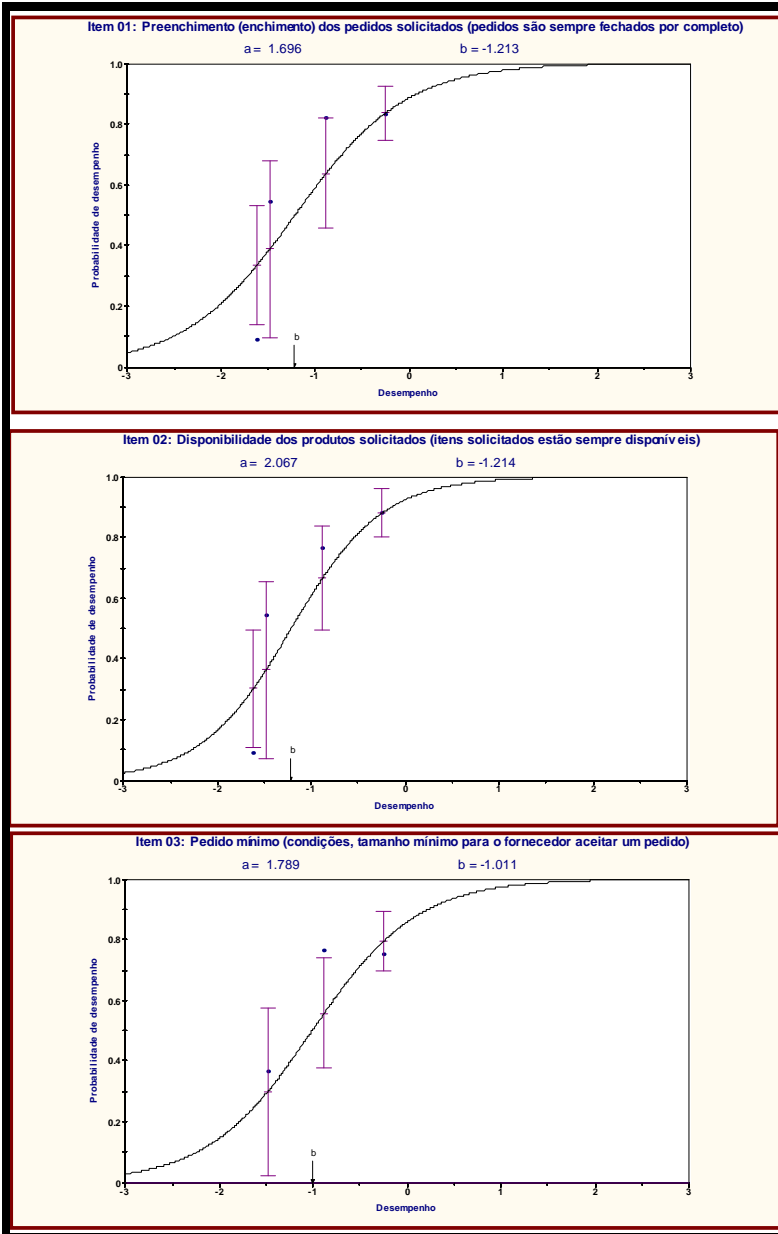 Item 01: Preenchimento (enchimento) dos pedidos solicitados (pedidos são sempre fechados por completo)
a = 1.696 b = -1.213
1.0
0.8
0.6
0.4
0.2
0
Probabilidade de desempenho
b
-3 -2 -1 0 1 2 3
Desempenho
Item 02: Disponibilidade dos produtos solicitados (itens solicitados estão sempre disponíveis)
a = 2.067 b = -1.214
1.0
0.8
0.6
0.4
0.2
0
Probabilidade de desempenho
b
-3 -2 -1 0 1 2 3
Desempenho
Item 03: Pedido mínimo (condições, tamanho mínimo para o fornecedor aceitar um pedido)
a = 1.789 b = -1.011
1.0
0.8
0.6
0.4
0.2
0
Probabilidade de desempenho
b
-3 -2 -1 0 1 2 3
Desempenho